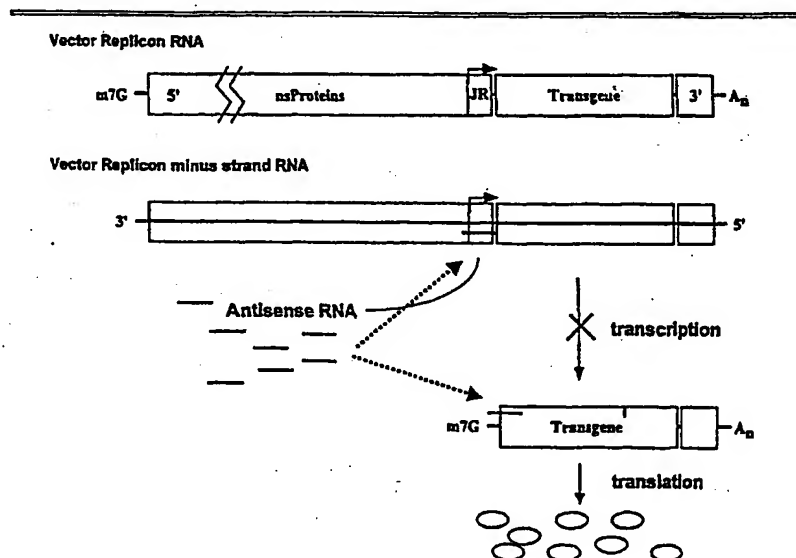 Vector Replicon RNA
m7G 5' nsProteins JR Transgene 3' An
Vector Replicon minus strand RNA
3' 5'
Antisense RNA
transcription
m7G Transgene An
translation